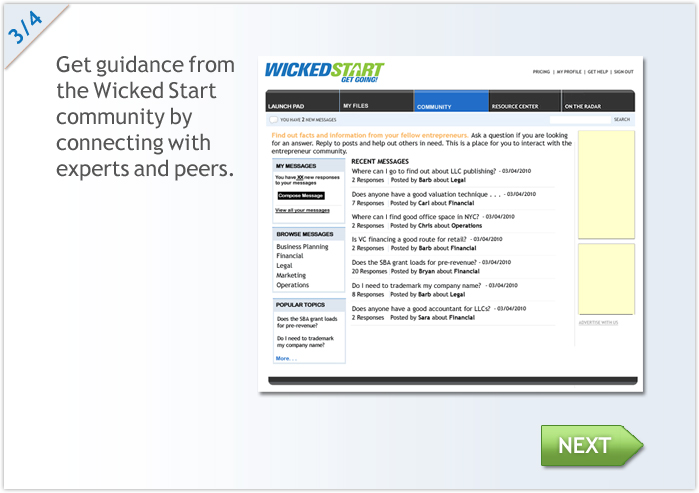 3/4
Get guidance from
the Wicked Start
community by
connecting with
experts and peers.
WICKEDSTART
GET GOING!
PRICING | MY PROFILE | GET HELP | SIGN OUT
LAUNCH PAD MY FILES COMMUNITY RESOURCE CENTER ON THE RADAR
YOU HAVE 2 NEW MESSAGES SEARCH
Find out facts and information from your fellow entrepreneurs. Ask a question if you are looking
for an answer. Reply to posts and help out others in need. This is a place for you to interact with the
entrepreneur community.
MY MESSAGES
You have XX new responses
to your messages
Compose Message
View all your messages
BROWSE MESSAGES
Business Planning
Financial
Legal
Marketing
Operations
POPULAR TOPICS
Does the SBA grant loads
for pre-revenue?
Do I need to trademark
my company name?
More....
RECENT MESSAGES
Where can I go to find out about LLC publishing? - 03/04/2010
2 Responses Posted by Barb about Legal
Does anyone have a good valuation technique . . . - 03/04/2010
7 Responses Posted by Carl about Financial
Where can I find good office space in NYC? - 03/04/2010
2 Responses Posted by Chris about Operations
Is VC financing a good route for retail? - 03/04/2010
2 Responses Posted by Barb about Financial
Does the SBA grant loads for pre-revenue? - 03/04/2010
20 Responses Posted by Bryan about Financial
Do I need to trademark my company name? - 03/04/2010
8 Responses Posted by Barb about Legal
Does anyone have a good accountant for LLCs? - 03/04/2010
2 Responses Posted by Sara about Financial
ADVERTISE WITH US
NEXT